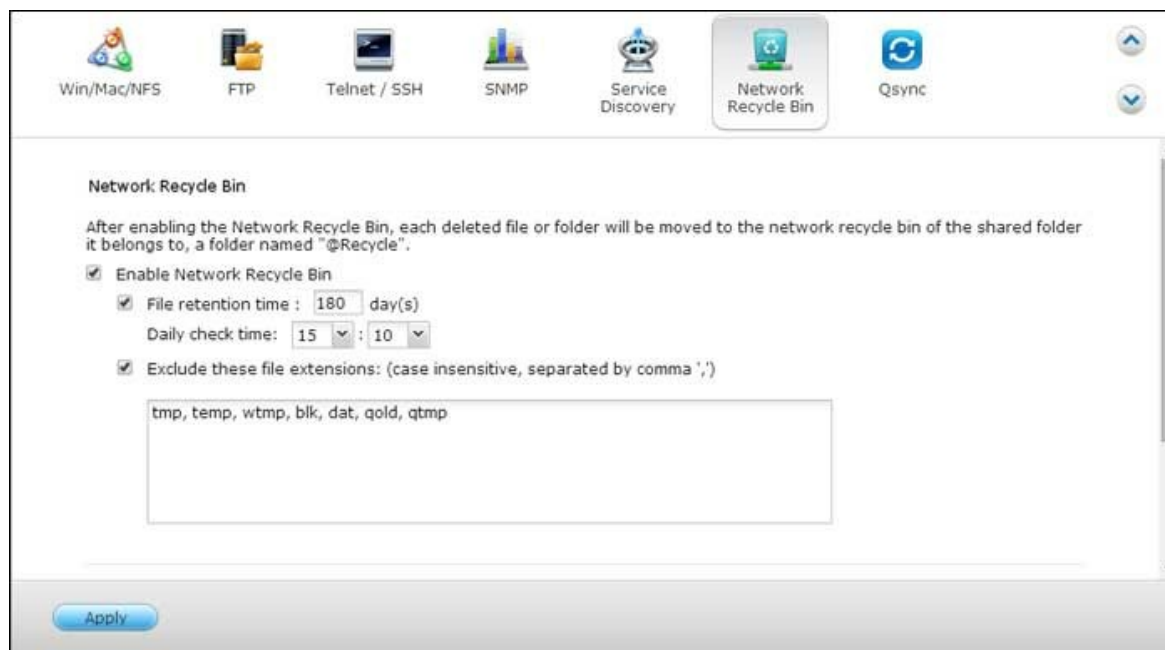 Win/Mac/NFS
FTP
Telnet / SSH
SNMP
Service
Discovery
Network
Recycle Bin
Qsync
Network Recycle Bin
After enabling the Network Recycle Bin, each deleted file or folder will be moved to the network recycle bin of the shared folder
it belongs to, a folder named "@Recycle".
Enable Network Recycle Bin
File retention time : 180 day(s)
Daily check time: 15 : 10
Exclude these file extensions: (case insensitive, separated by comma ',')
tmp, temp, wtmp, blk, dat, qold, qtmp
Apply